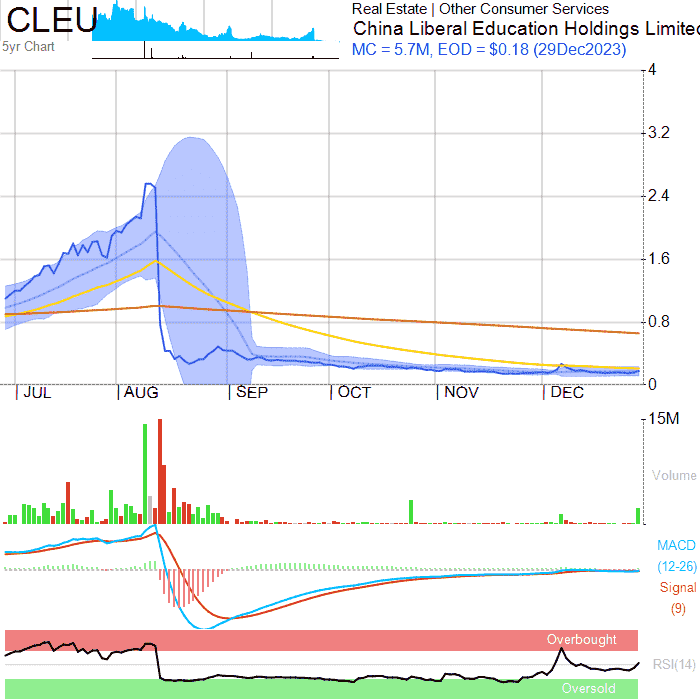 CLEU
5yr Chart
Real Estate | Other Consumer Services
China Liberal Education Holdings Limited
MC = 5.7M, EOD = $0.18 (29Dec2023)
4
3.2
2.4
1.6
0.8
0
JUL AUG SEP OCT NOV DEC
15M
Volume
MACD
(12-26)
Signal
(9)
Overbought
RSI(14)
Oversold